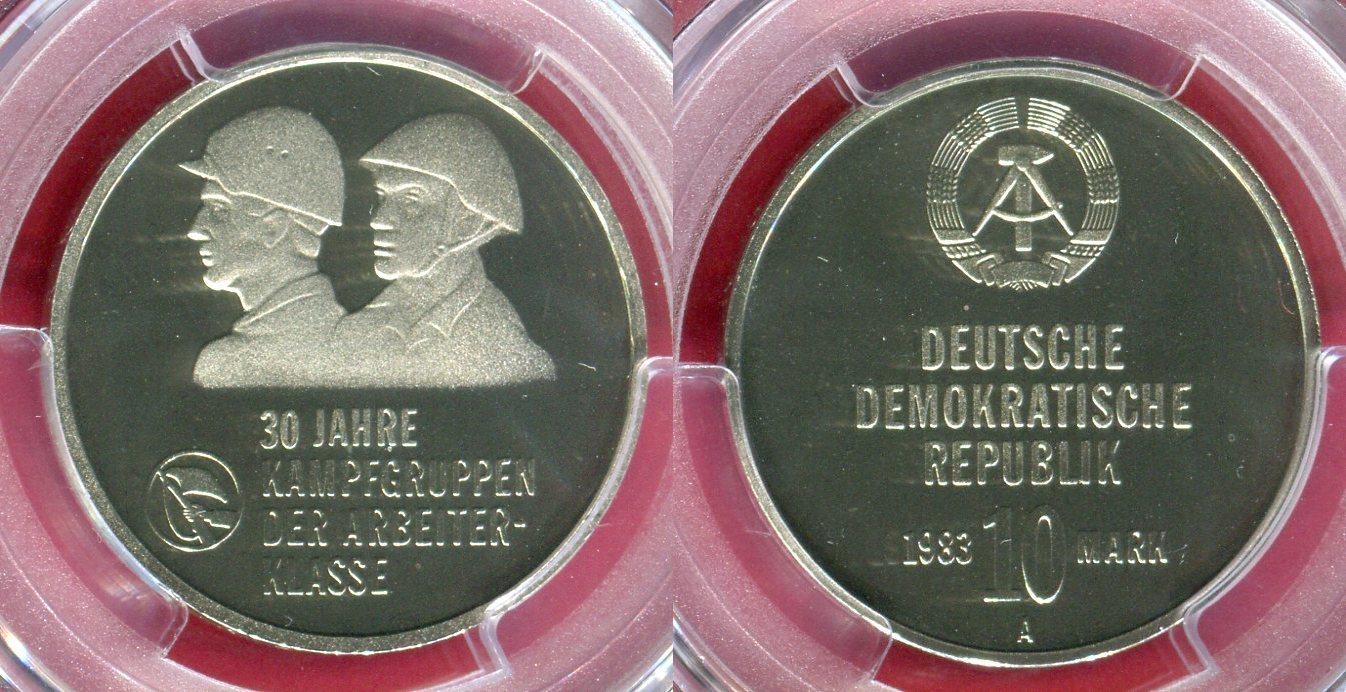 30 JAHRE
KAMPFGRUPPEN
DER ARBEITER-
KLASSE
DEUTSCHE
DEMOKRATISCHE
REPUBLIK
1983 10 MARK
A